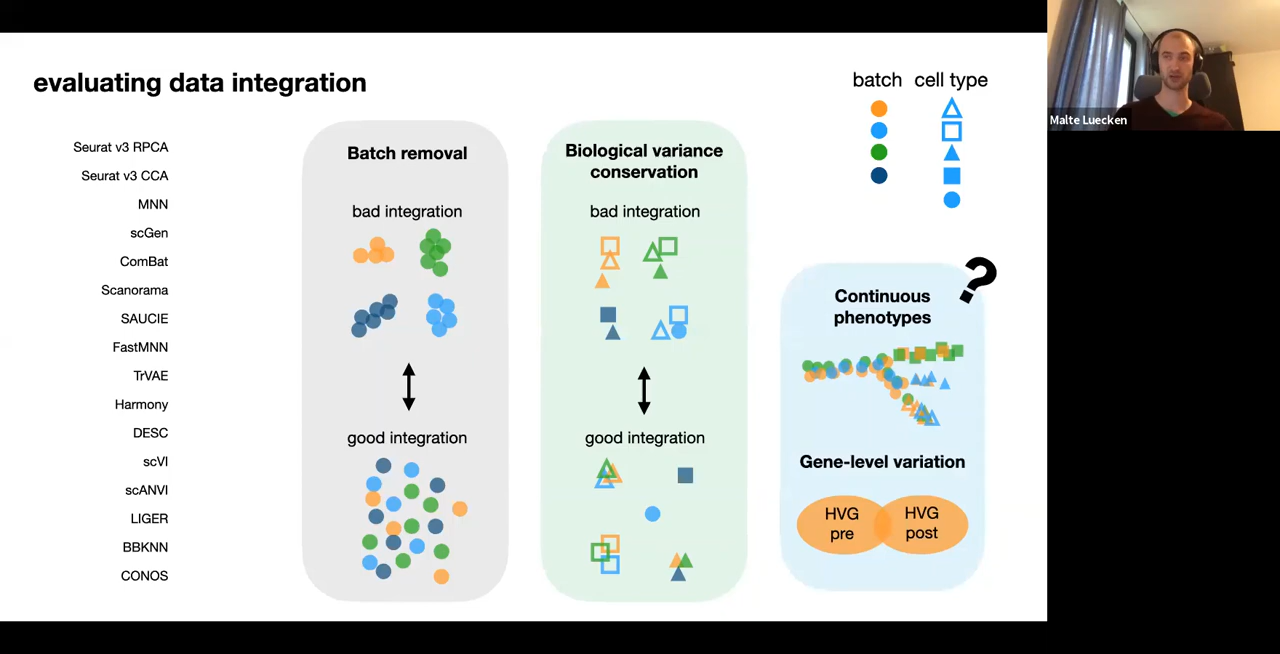 evaluating data integration
batch
cell type
Malte Luecken
Seurat v3 RPCA
Seurat v3 CCA
MNN
scGen
ComBat
Scanorama
SAUCIE
FastMNN
TrVAE
Harmony
DESC
scVI
scANVI
LIGER
BBKNN
CONOS
Batch removal
bad integration
good integration
Biological variance
conservation
bad integration
good integration
?
Continuous
phenotypes
Gene-level variation
HVG
pre
HVG
post